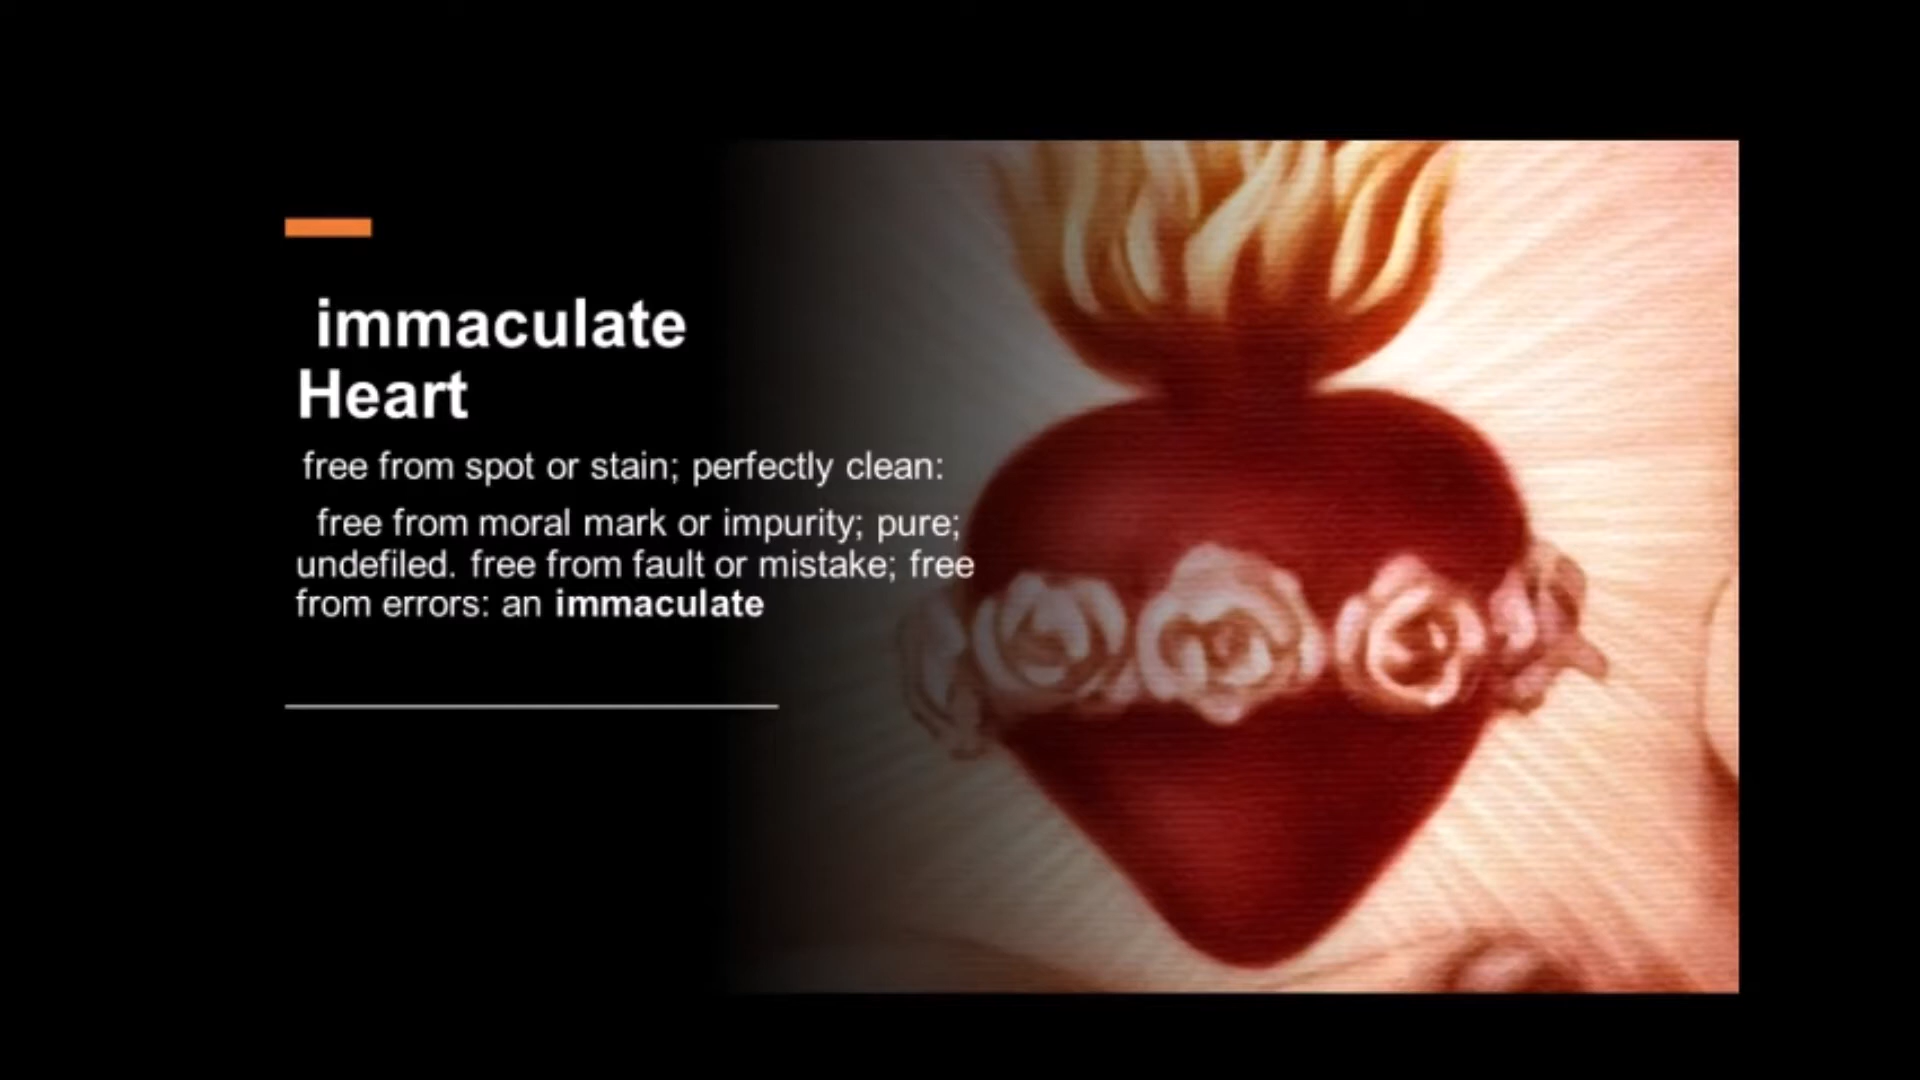 immaculate
Heart
free from spot or stain; perfectly clean:
free from moral mark or impurity; pure;
undefiled. free from fault or mistake; free
from errors: an immaculate